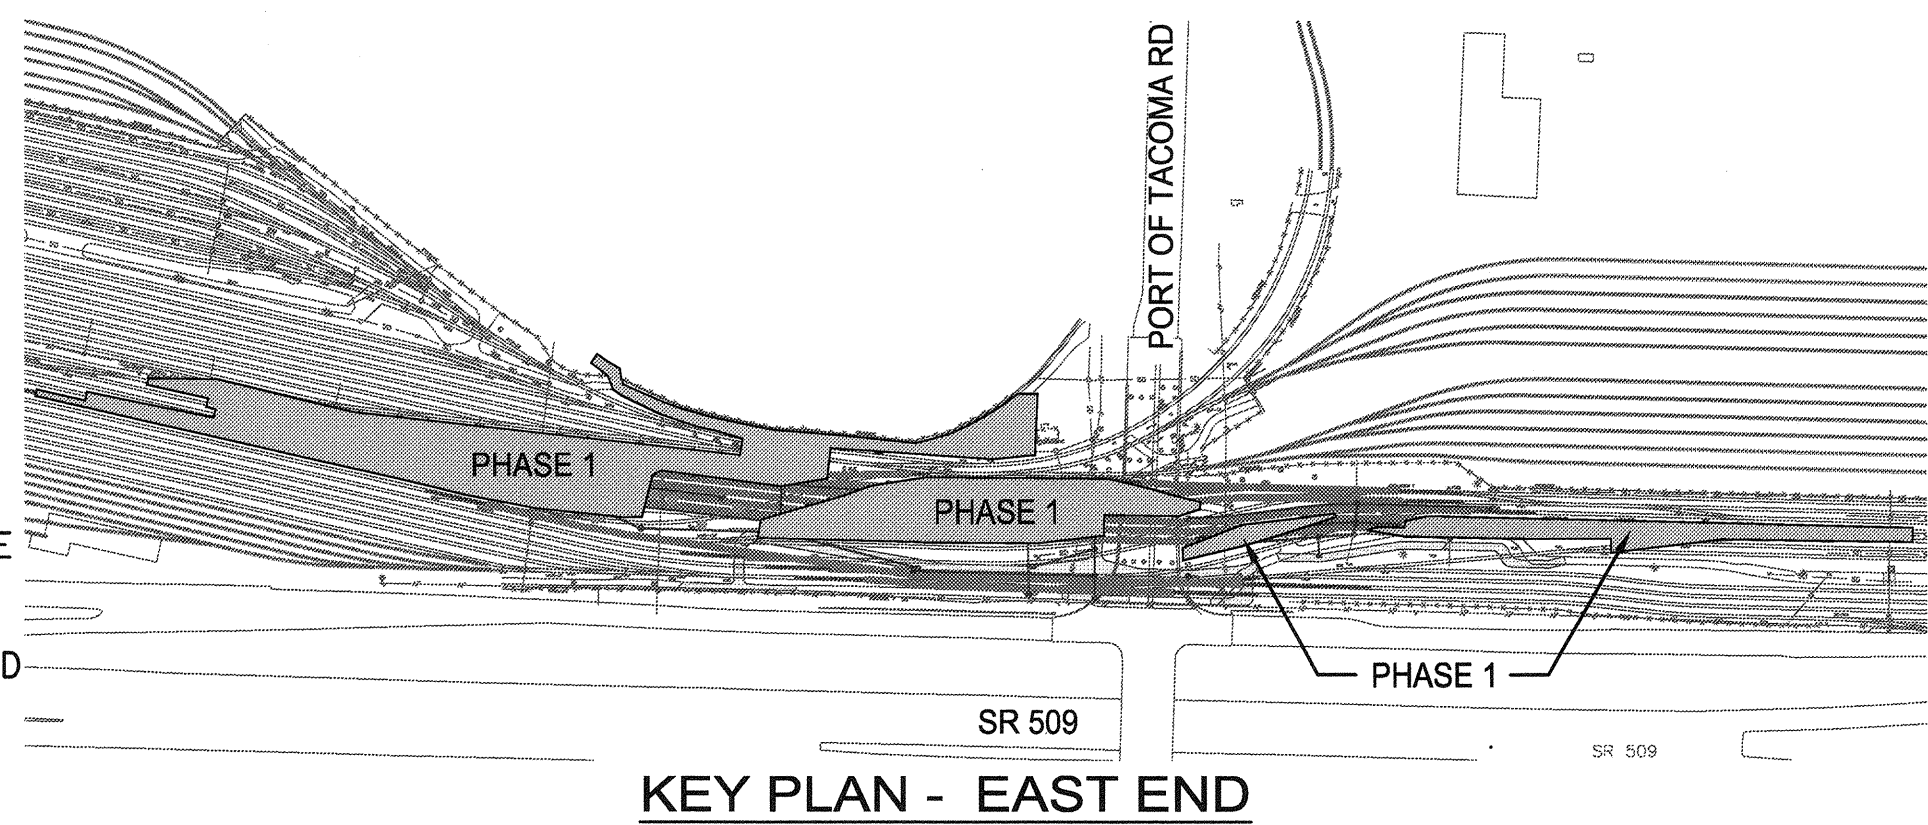 PORT OF TACOMA RD
PHASE 1
PHASE 1
E
D
PHASE 1
SR 509
SR 509
KEY PLAN - EAST END